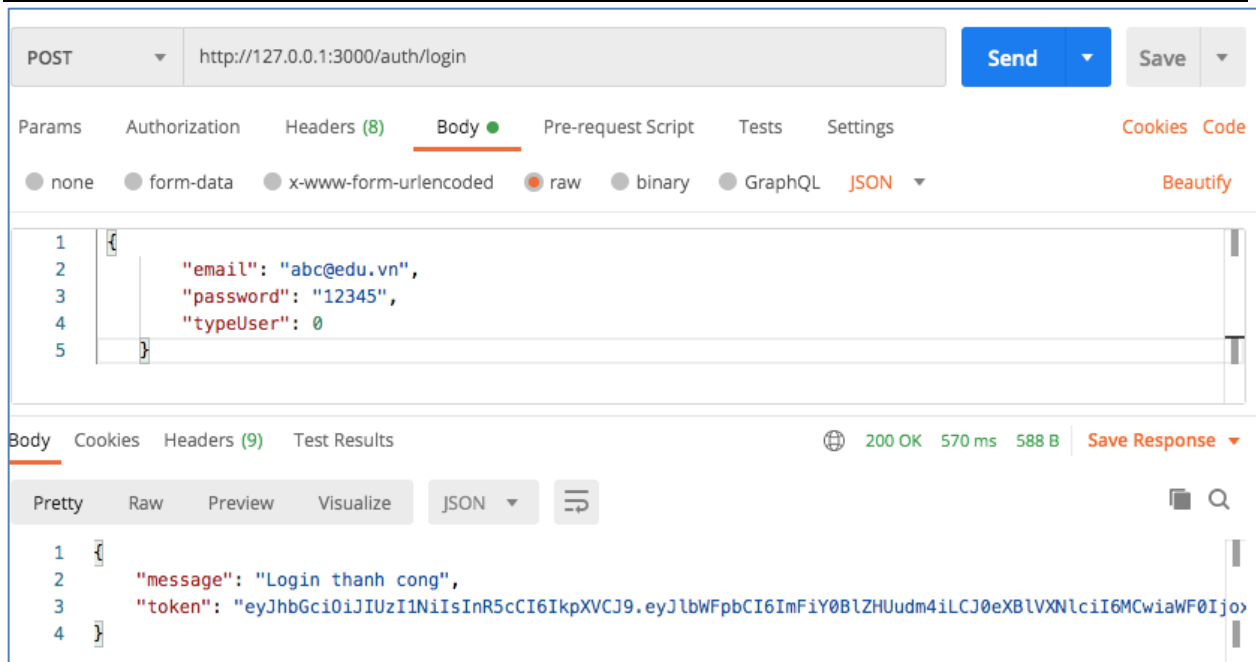 POST http://127.0.0.1:3000/auth/login Send Save
Params Authorization Headers (8) Body Pre-request Script Tests Settings Cookies Code
none form-data x-www-form-urlencoded raw binary GraphQL JSON Beautify
1 {
2 "email": "abc@edu.vn",
3 "password": "12345",
4 "typeUser": 0
5 }
Body Cookies Headers (9) Test Results 200 OK 570 ms 588 B Save Response
Pretty Raw Preview Visualize JSON
1 {
2 "message": "Login thanh cong",
3 "token": "eyJhbGciOiJIUzI1NiIsInR5cCI6IkpXVCJ9.eyJlbWFpbCI6ImFiY0BlZHUudm4iLCJ0eXBlVXNlciI6MCwiaWF0Ijox
4 }